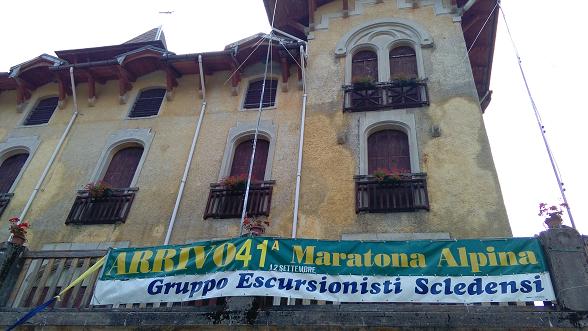 ARRIVO 41ª Maratona Alpina
12 SETTEMBRE
Gruppo Escursionisti Scledensi